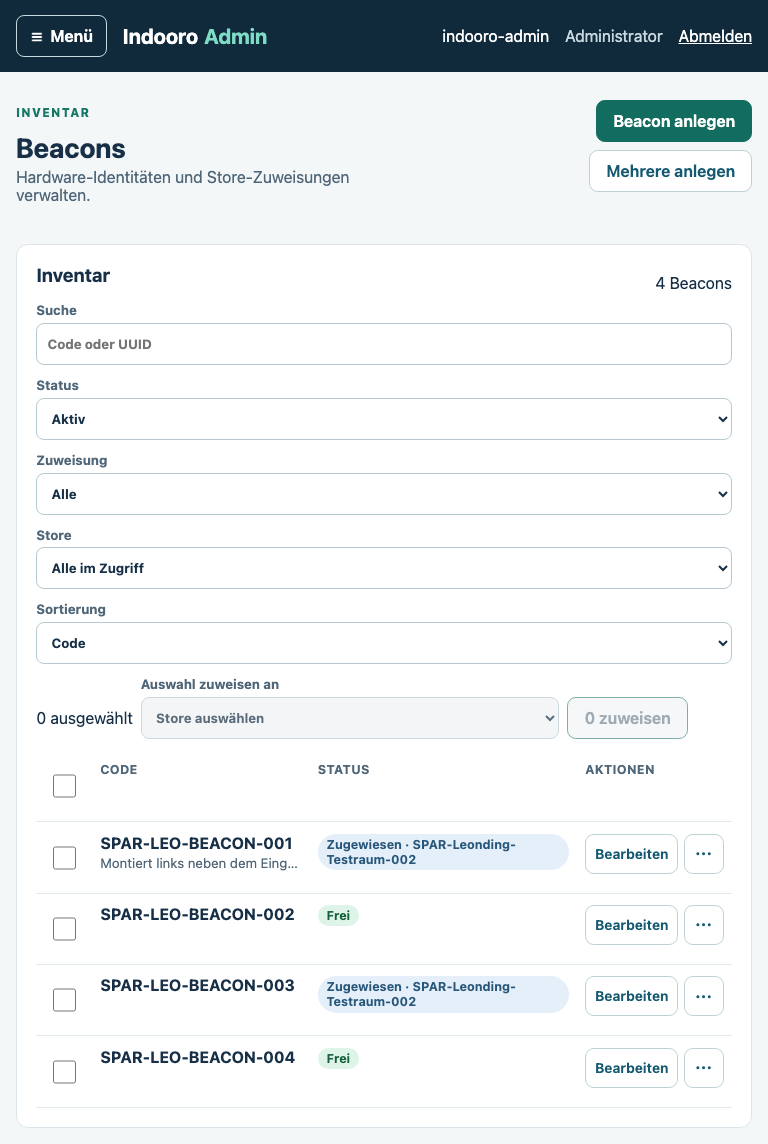 ≡ Menü
Indooro Admin
indooro-admin Administrator Abmelden
INVENTAR
Beacons
Hardware-Identitäten und Store-Zuweisungen
verwalten.
Beacon anlegen
Mehrere anlegen
Inventar
4 Beacons
Suche
Code oder UUID
Status
Aktiv
Zuweisung
Alle
Store
Alle im Zugriff
Sortierung
Code
Auswahl zuweisen an
0 ausgewählt
Store auswählen
0 zuweisen
CODE STATUS AKTIONEN
SPAR-LEO-BEACON-001
Montiert links neben dem Eing...
Zugewiesen · SPAR-Leonding-
Testraum-002
Bearbeiten ···
SPAR-LEO-BEACON-002
Frei
Bearbeiten ···
SPAR-LEO-BEACON-003
Zugewiesen · SPAR-Leonding-
Testraum-002
Bearbeiten ···
SPAR-LEO-BEACON-004
Frei
Bearbeiten ···